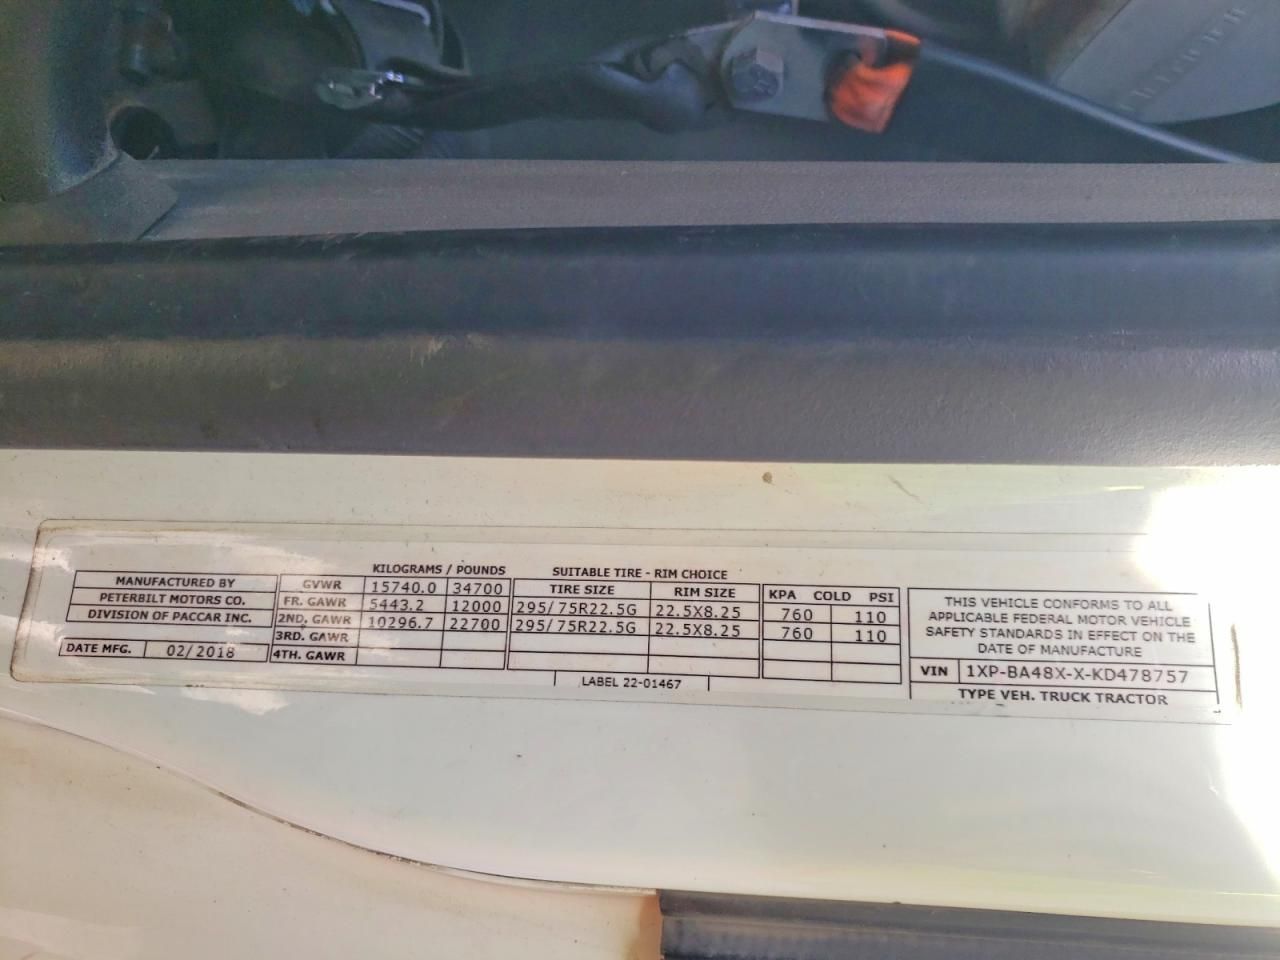 MANUFACTURED BY
PETERBILT MOTORS CO.
DIVISION OF PACCAR INC.
DATE MFG. 02/2018
KILOGRAMS / POUNDS
GVWR 15740.0 34700
FR. GAWR 5443.2 12000
2ND. GAWR 10296.7 22700
3RD. GAWR
4TH. GAWR
SUITABLE TIRE - RIM CHOICE
TIRE SIZE RIM SIZE
295/75R22.5G 22.5X8.25
295/75R22.5G 22.5X8.25
LABEL 22-01467
KPA COLD PSI
760 110
760 110
THIS VEHICLE CONFORMS TO ALL
APPLICABLE FEDERAL MOTOR VEHICLE
SAFETY STANDARDS IN EFFECT ON THE
DATE OF MANUFACTURE
VIN 1XP-BA48X-X-KD478757
TYPE VEH. TRUCK TRACTOR